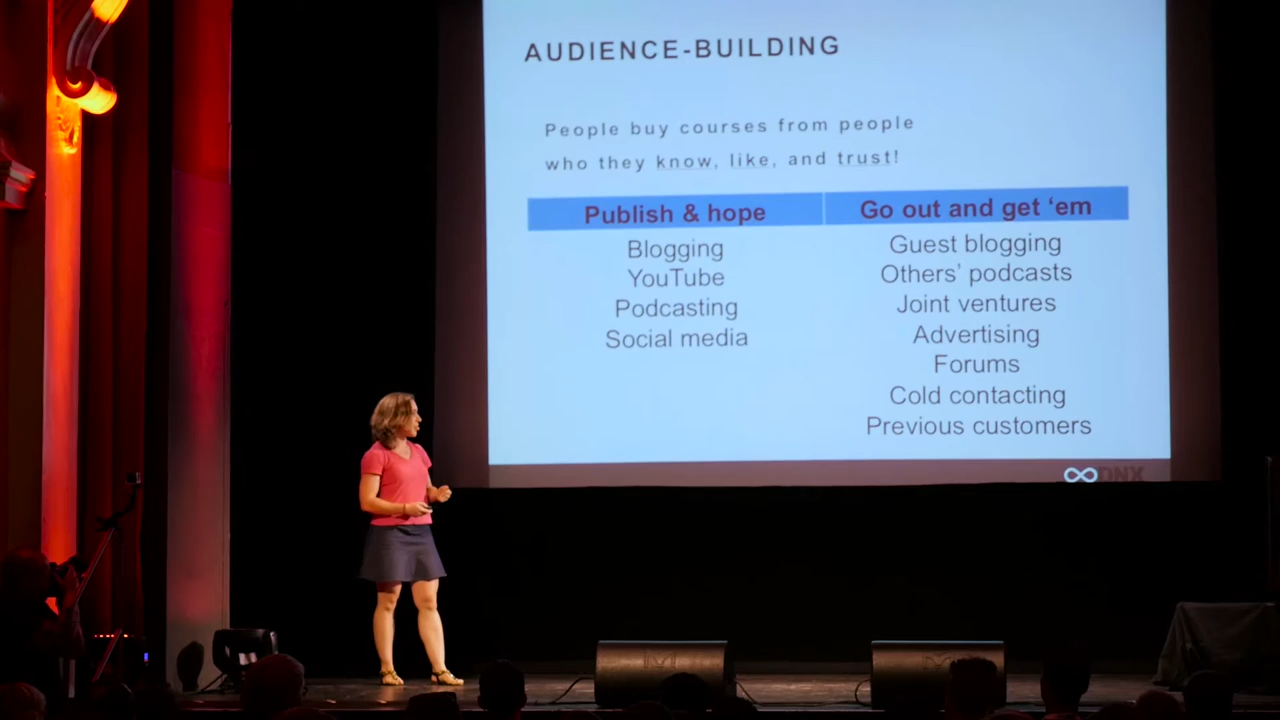 AUDIENCE-BUILDING
People buy courses from people
who they know, like, and trust!
Publish & hope
Go out and get ‘em
Blogging
Guest blogging
YouTube
Others’ podcasts
Podcasting
Joint ventures
Social media
Advertising
Forums
Cold contacting
Previous customers
DNX